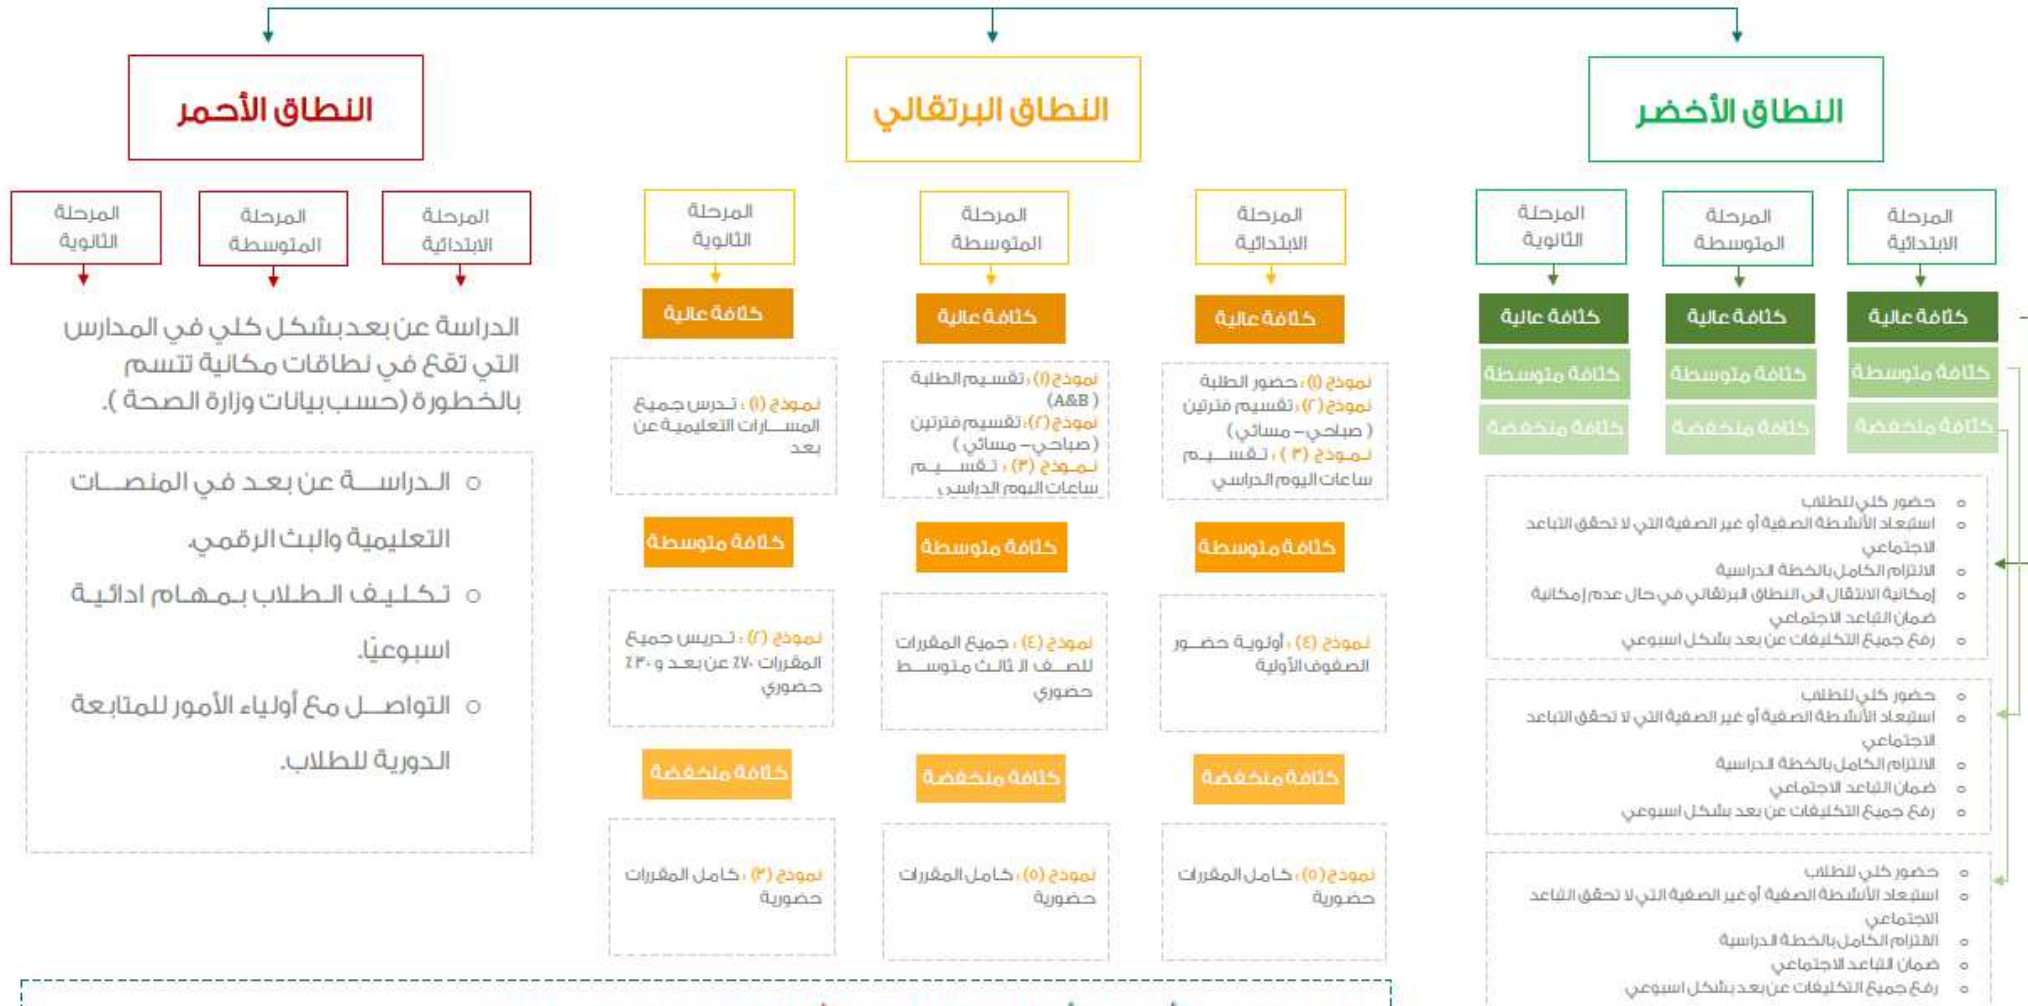 النطاق الأخضر
النطاق البرتقالي
النطاق الأحمر
المرحلة
الابتدائية
المرحلة
المتوسطة
المرحلة
الثانوية
كثافة عالية
كثافة عالية
كثافة عالية
كثافة متوسطة
كثافة متوسطة
كثافة متوسطة
كثافة منخفضة
كثافة منخفضة
كثافة منخفضة
o حضور كلي للطلاب
o استبعاد الأنشطة الصفية أو غير الصفية التي لا تحقق التباعد
الاجتماعي
o الالتزام الكامل بالخطة الدراسية
o إمكانية الانتقال الى النطاق البرتقالي في حال عدم إمكانية
ضمان التباعد الاجتماعي
o رفع جميع التكليفات عن بعد بشكل اسبوعي
o حضور كلي للطلاب
o استبعاد الأنشطة الصفية أو غير الصفية التي لا تحقق التباعد
الاجتماعي
o الالتزام الكامل بالخطة الدراسية
o ضمان التباعد الاجتماعي
o رفع جميع التكليفات عن بعد بشكل اسبوعي
o حضور كلي للطلاب
o استبعاد الأنشطة الصفية أو غير الصفية التي لا تحقق التباعد
الاجتماعي
o الالتزام الكامل بالخطة الدراسية
o ضمان التباعد الاجتماعي
o رفع جميع التكليفات عن بعد بشكل اسبوعي
المرحلة
الابتدائية
كثافة عالية
نموذج (١): حضور الطلبة
نموذج (٢): تقسيم فترتين
(صباحي – مسائي)
نموذج (٣): تقسيم
ساعات اليوم الدراسي
كثافة متوسطة
نموذج (٤): أولوية حضور
الصفوف الأولية
كثافة منخفضة
نموذج (٥): كامل المقررات
حضورية
المرحلة
المتوسطة
كثافة عالية
نموذج (١): تقسيم الطلبة
(A&B)
نموذج (٢): تقسيم فترتين
(صباحي – مسائي)
نموذج (٣): تقسيم
ساعات اليوم الدراسي
كثافة متوسطة
نموذج (٤): جميع المقررات
للصف الثالث متوسط
حضوري
كثافة منخفضة
نموذج (٥): كامل المقررات
حضورية
المرحلة
الثانوية
كثافة عالية
نموذج (١): تدرس جميع
المسارات التعليمية عن
بعد
كثافة متوسطة
نموذج (٢): تدريس جميع
المقررات ٧٠٪ عن بعد و ٣٠٪
حضوري
كثافة منخفضة
نموذج (٣): كامل المقررات
حضورية
المرحلة
الابتدائية
المرحلة
المتوسطة
المرحلة
الثانوية
الدراسة عن بعد بشكل كلي في المدارس
التي تقع في نطاقات مكانية تتسم
بالخطورة (حسب بيانات وزارة الصحة ).
o الدراسة عن بعد في المنصات
التعليمية والبث الرقمي.
o تكليف الطلاب بمهام ادائية
اسبوعيًا.
o التواصل مع أولياء الأمور للمتابعة
الدورية للطلاب.